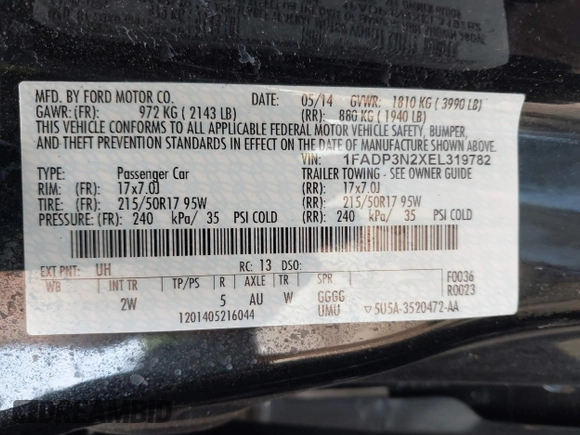 MFD. BY FORD MOTOR CO. DATE: 05/14 GVWR: 1810 KG ( 3990 LB)
GAWR: (FR): 972 KG ( 2143 LB) (RR): 880 KG ( 1940 LB)
THIS VEHICLE CONFORMS TO ALL APPLICABLE FEDERAL MOTOR VEHICLE SAFETY, BUMPER,
AND THEFT PREVENTION STANDARDS IN EFFECT ON THE DATE OF MANUFACTURE SHOWN ABOVE.
VIN: 1FADP3N2XEL319782
TYPE: Passenger Car TRAILER TOWING - SEE OWNER GUIDE
RIM: (FR): 17x7.0J (RR): 17x7.0J
TIRE: (FR): 215/50R17 95W (RR): 215/50R17 95W
PRESSURE: (FR): 240 kPa/ 35 PSI COLD (RR): 240 kPa/ 35 PSI COLD
EXT PNT: UH RC: 13 DSO: F0036
WB INT TR TP/PS R AXLE TR SPR R0023
2W 5 AU W GGGG
UMU ▽ 5U5A-3520472-AA
1201405216044
DREAMBID